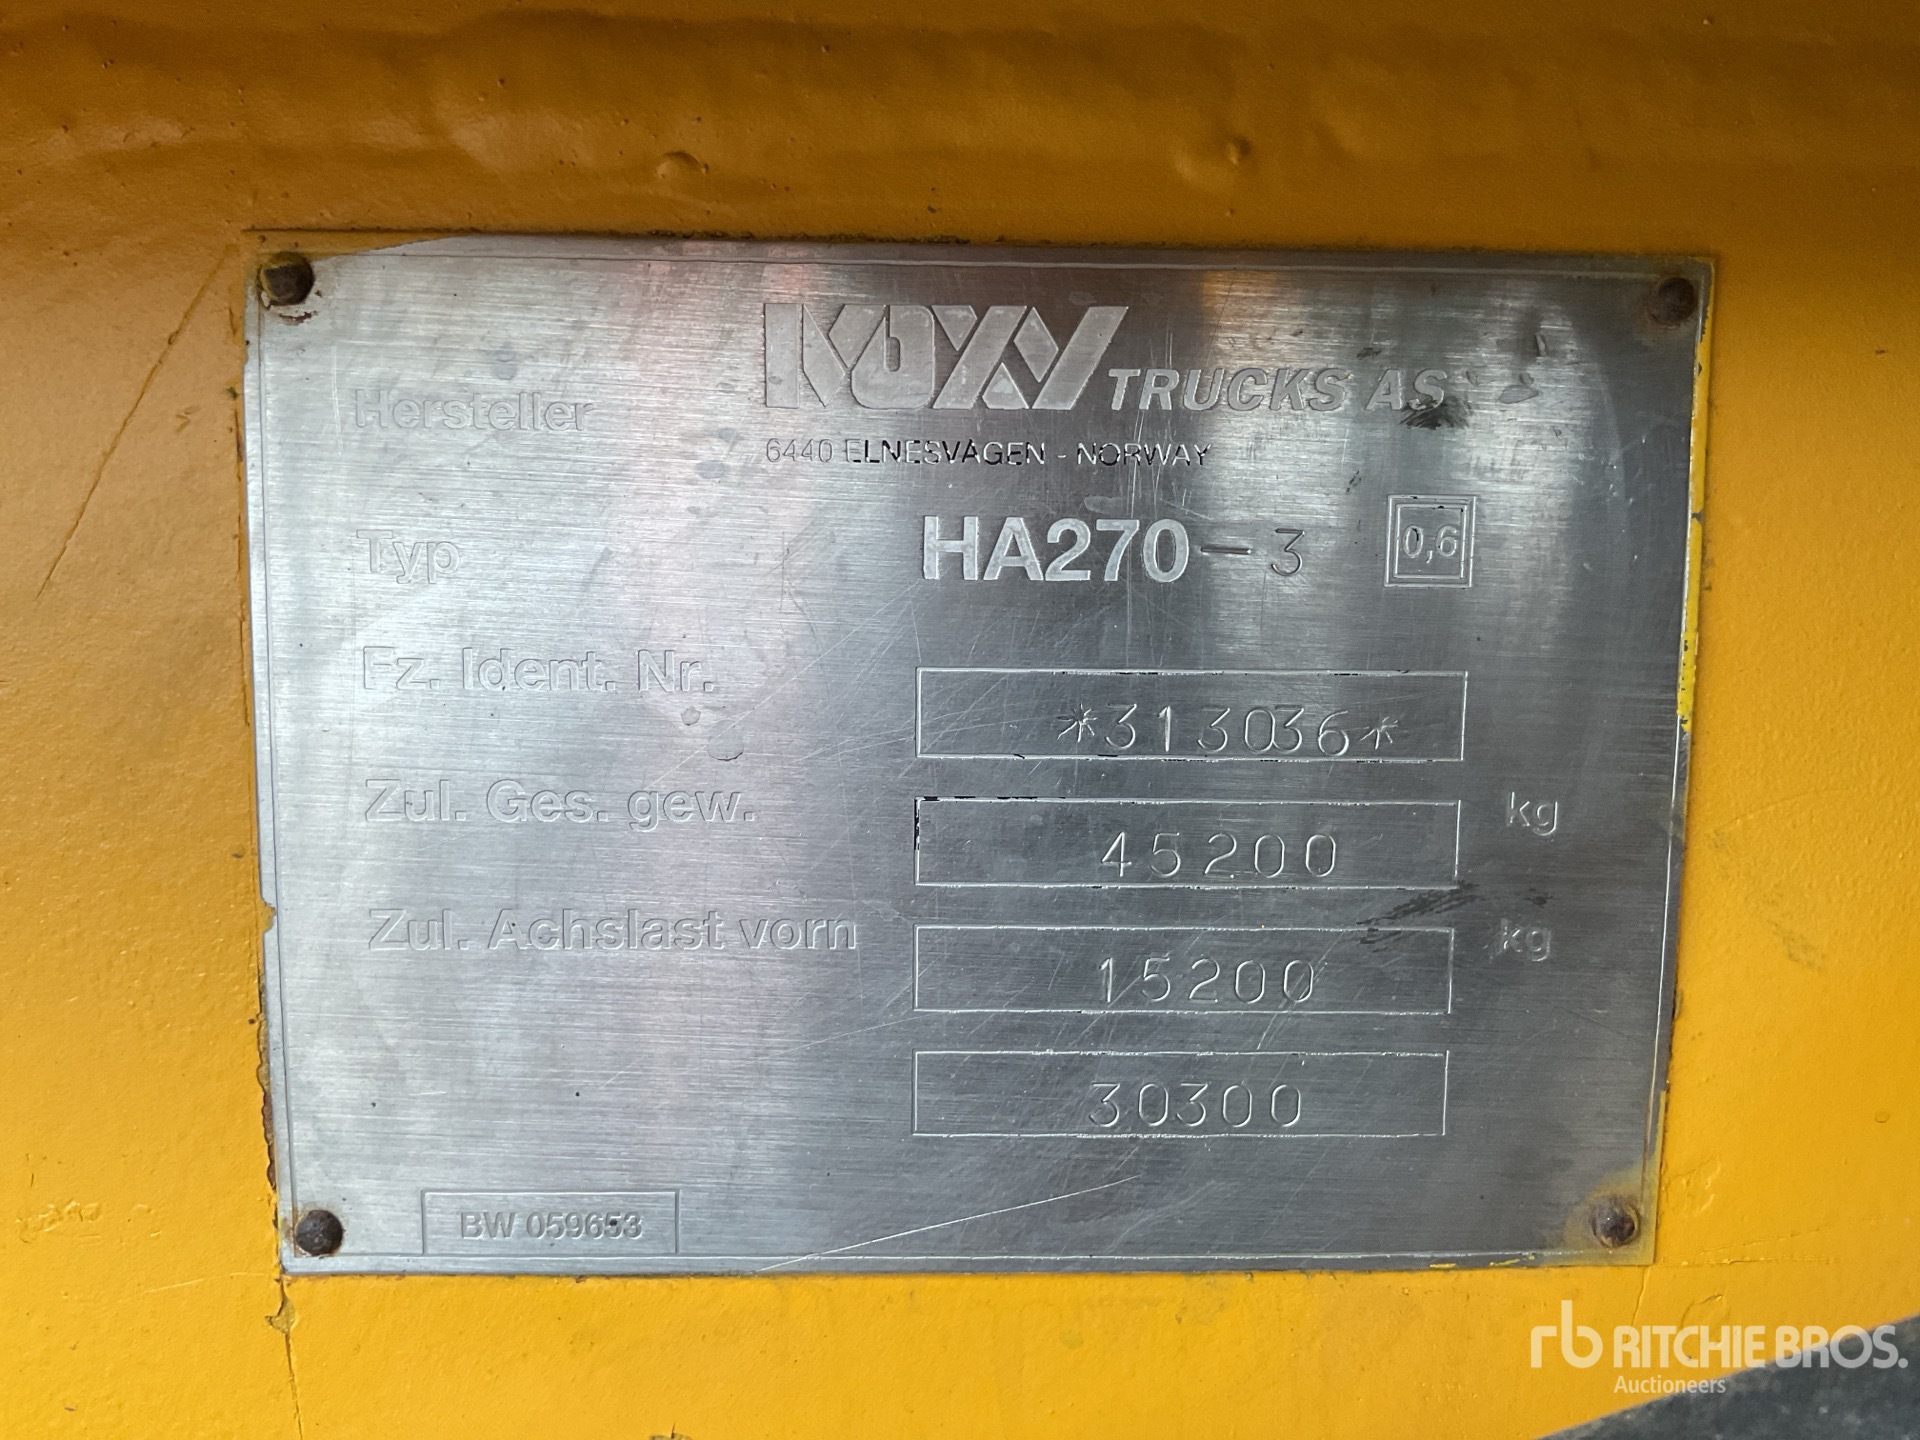 MOXY TRUCKS AS
Hersteller
6440 ELNESVÅGEN - NORWAY
Typ HA270-3 0,6
Fz. Ident. Nr. *313036*
Zul. Ges. gew. 45200 kg
Zul. Achslast vorn 15200 kg
30300
BW 059653
rb RITCHIE BROS.
Auctioneers